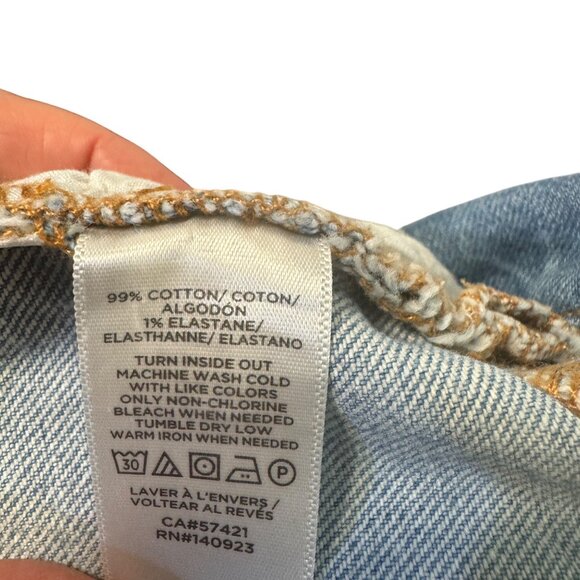 99% COTTON/ COTON/
ALGODÓN
1% ELASTANE/
ELASTHANNE/ ELASTANO
TURN INSIDE OUT
MACHINE WASH COLD
WITH LIKE COLORS
ONLY NON-CHLORINE
BLEACH WHEN NEEDED
TUMBLE DRY LOW
WARM IRON WHEN NEEDED
30 P
LAVER À L'ENVERS /
VOLTEAR AL REVÉS
CA#57421
RN#140923